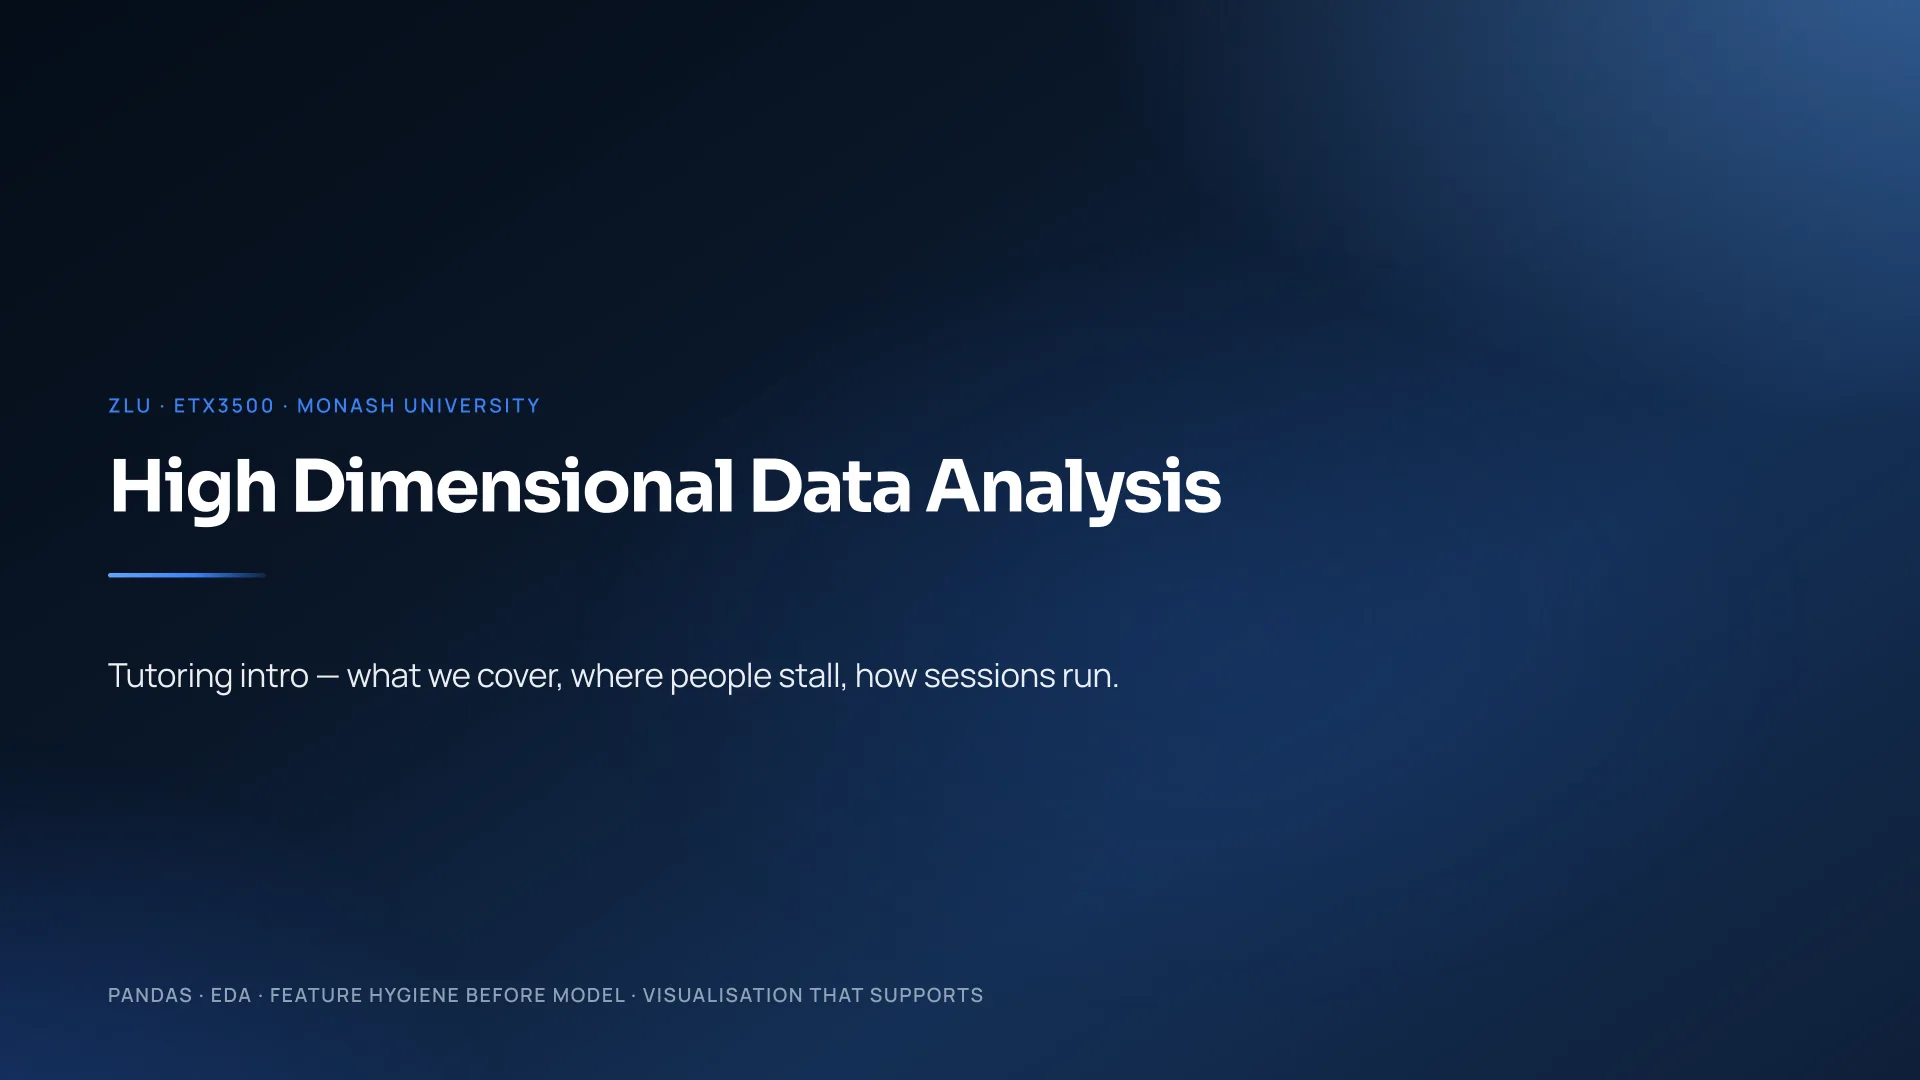 ZLU · ETX3500 · MONASH UNIVERSITY
High Dimensional Data Analysis
Tutoring intro — what we cover, where people stall, how sessions run.
PANDAS · EDA · FEATURE HYGIENE BEFORE MODEL · VISUALISATION THAT SUPPORTS